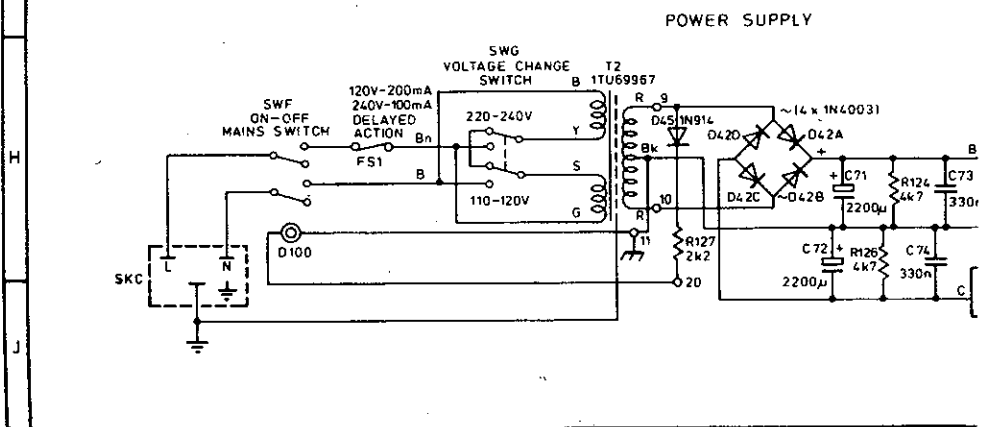 POWER SUPPLY
SWG
VOLTAGE CHANGE
SWITCH
T2
1TU69967
B
120V-200mA
240V-100mA
DELAYED
ACTION
FS1
SWF
ON-OFF
MAINS SWITCH
Bn
B
220-240V
110-120V
Y
S
G
R
9
D45
1N914
Bk
R
10
11
~(4 x 1N4003)
D42D
D42A
D42C
~D42B
+
+
C71
2200µ
R124
4k7
C73
330n
B
H
D100
R127
2k2
20
C72
+
2200µ
R126
4k7
C74
330n
C
SKC
L
N
J